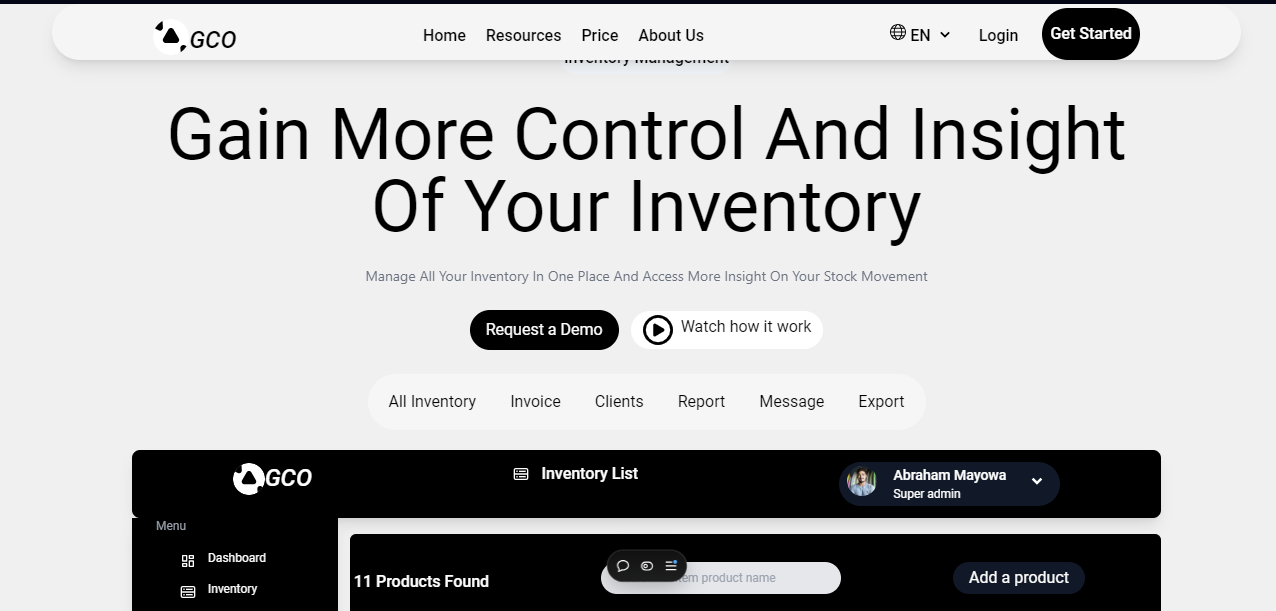 GCO
Home Resources Price About Us
EN Login Get Started
Inventory Management
Gain More Control And Insight
Of Your Inventory
Manage All Your Inventory In One Place And Access More Insight On Your Stock Movement
Request a Demo Watch how it work
All Inventory Invoice Clients Report Message Export
GCO Inventory List Abraham Mayowa
Super admin
Menu
Dashboard
11 Products Found product name Add a product
Inventory